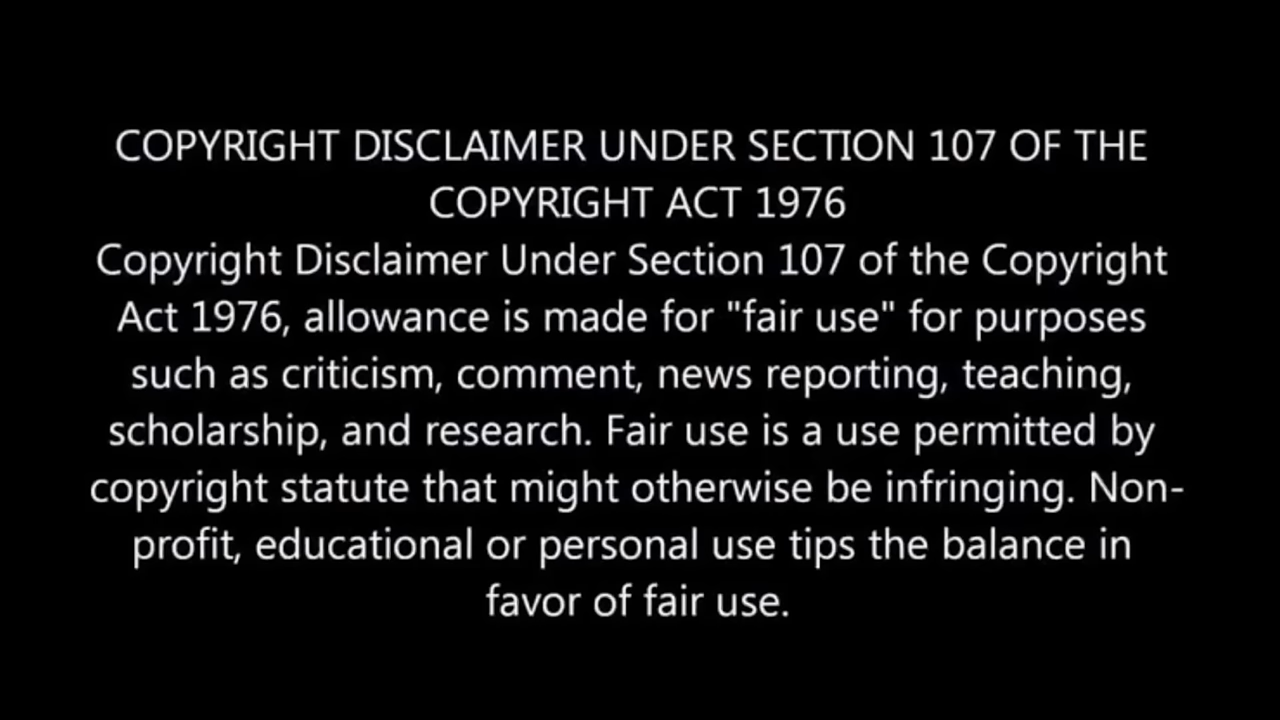 COPYRIGHT DISCLAIMER UNDER SECTION 107 OF THE
COPYRIGHT ACT 1976
Copyright Disclaimer Under Section 107 of the Copyright
Act 1976, allowance is made for "fair use" for purposes
such as criticism, comment, news reporting, teaching,
scholarship, and research. Fair use is a use permitted by
copyright statute that might otherwise be infringing. Non-
profit, educational or personal use tips the balance in
favor of fair use.